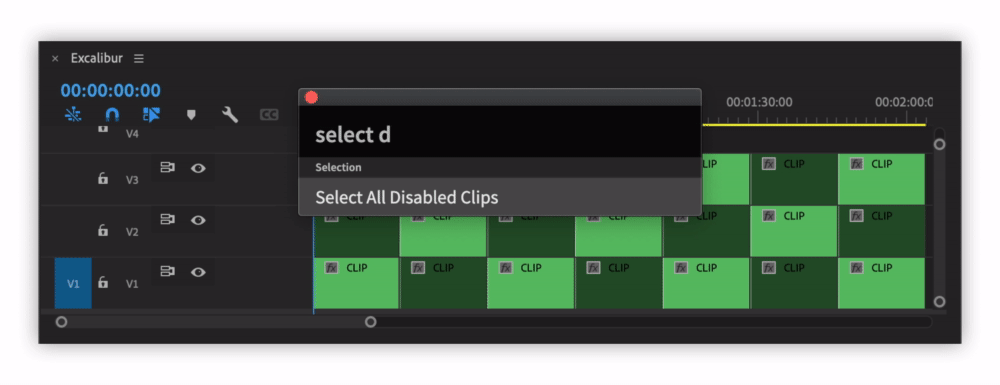 × Excalibur
00:00:00:00
00:01:30:00 00:02:00:0
CC
select d
V4
Selection
V3 LIP fx CLIP fx CLIP
Select All Disabled Clips
V2 fx CLIP fx CLIP fx CLIP fx CLIP fx CLIP fx CLIP fx CLIP
V1 V1 fx CLIP fx CLIP fx CLIP fx CLIP fx CLIP fx CLIP fx CLIP